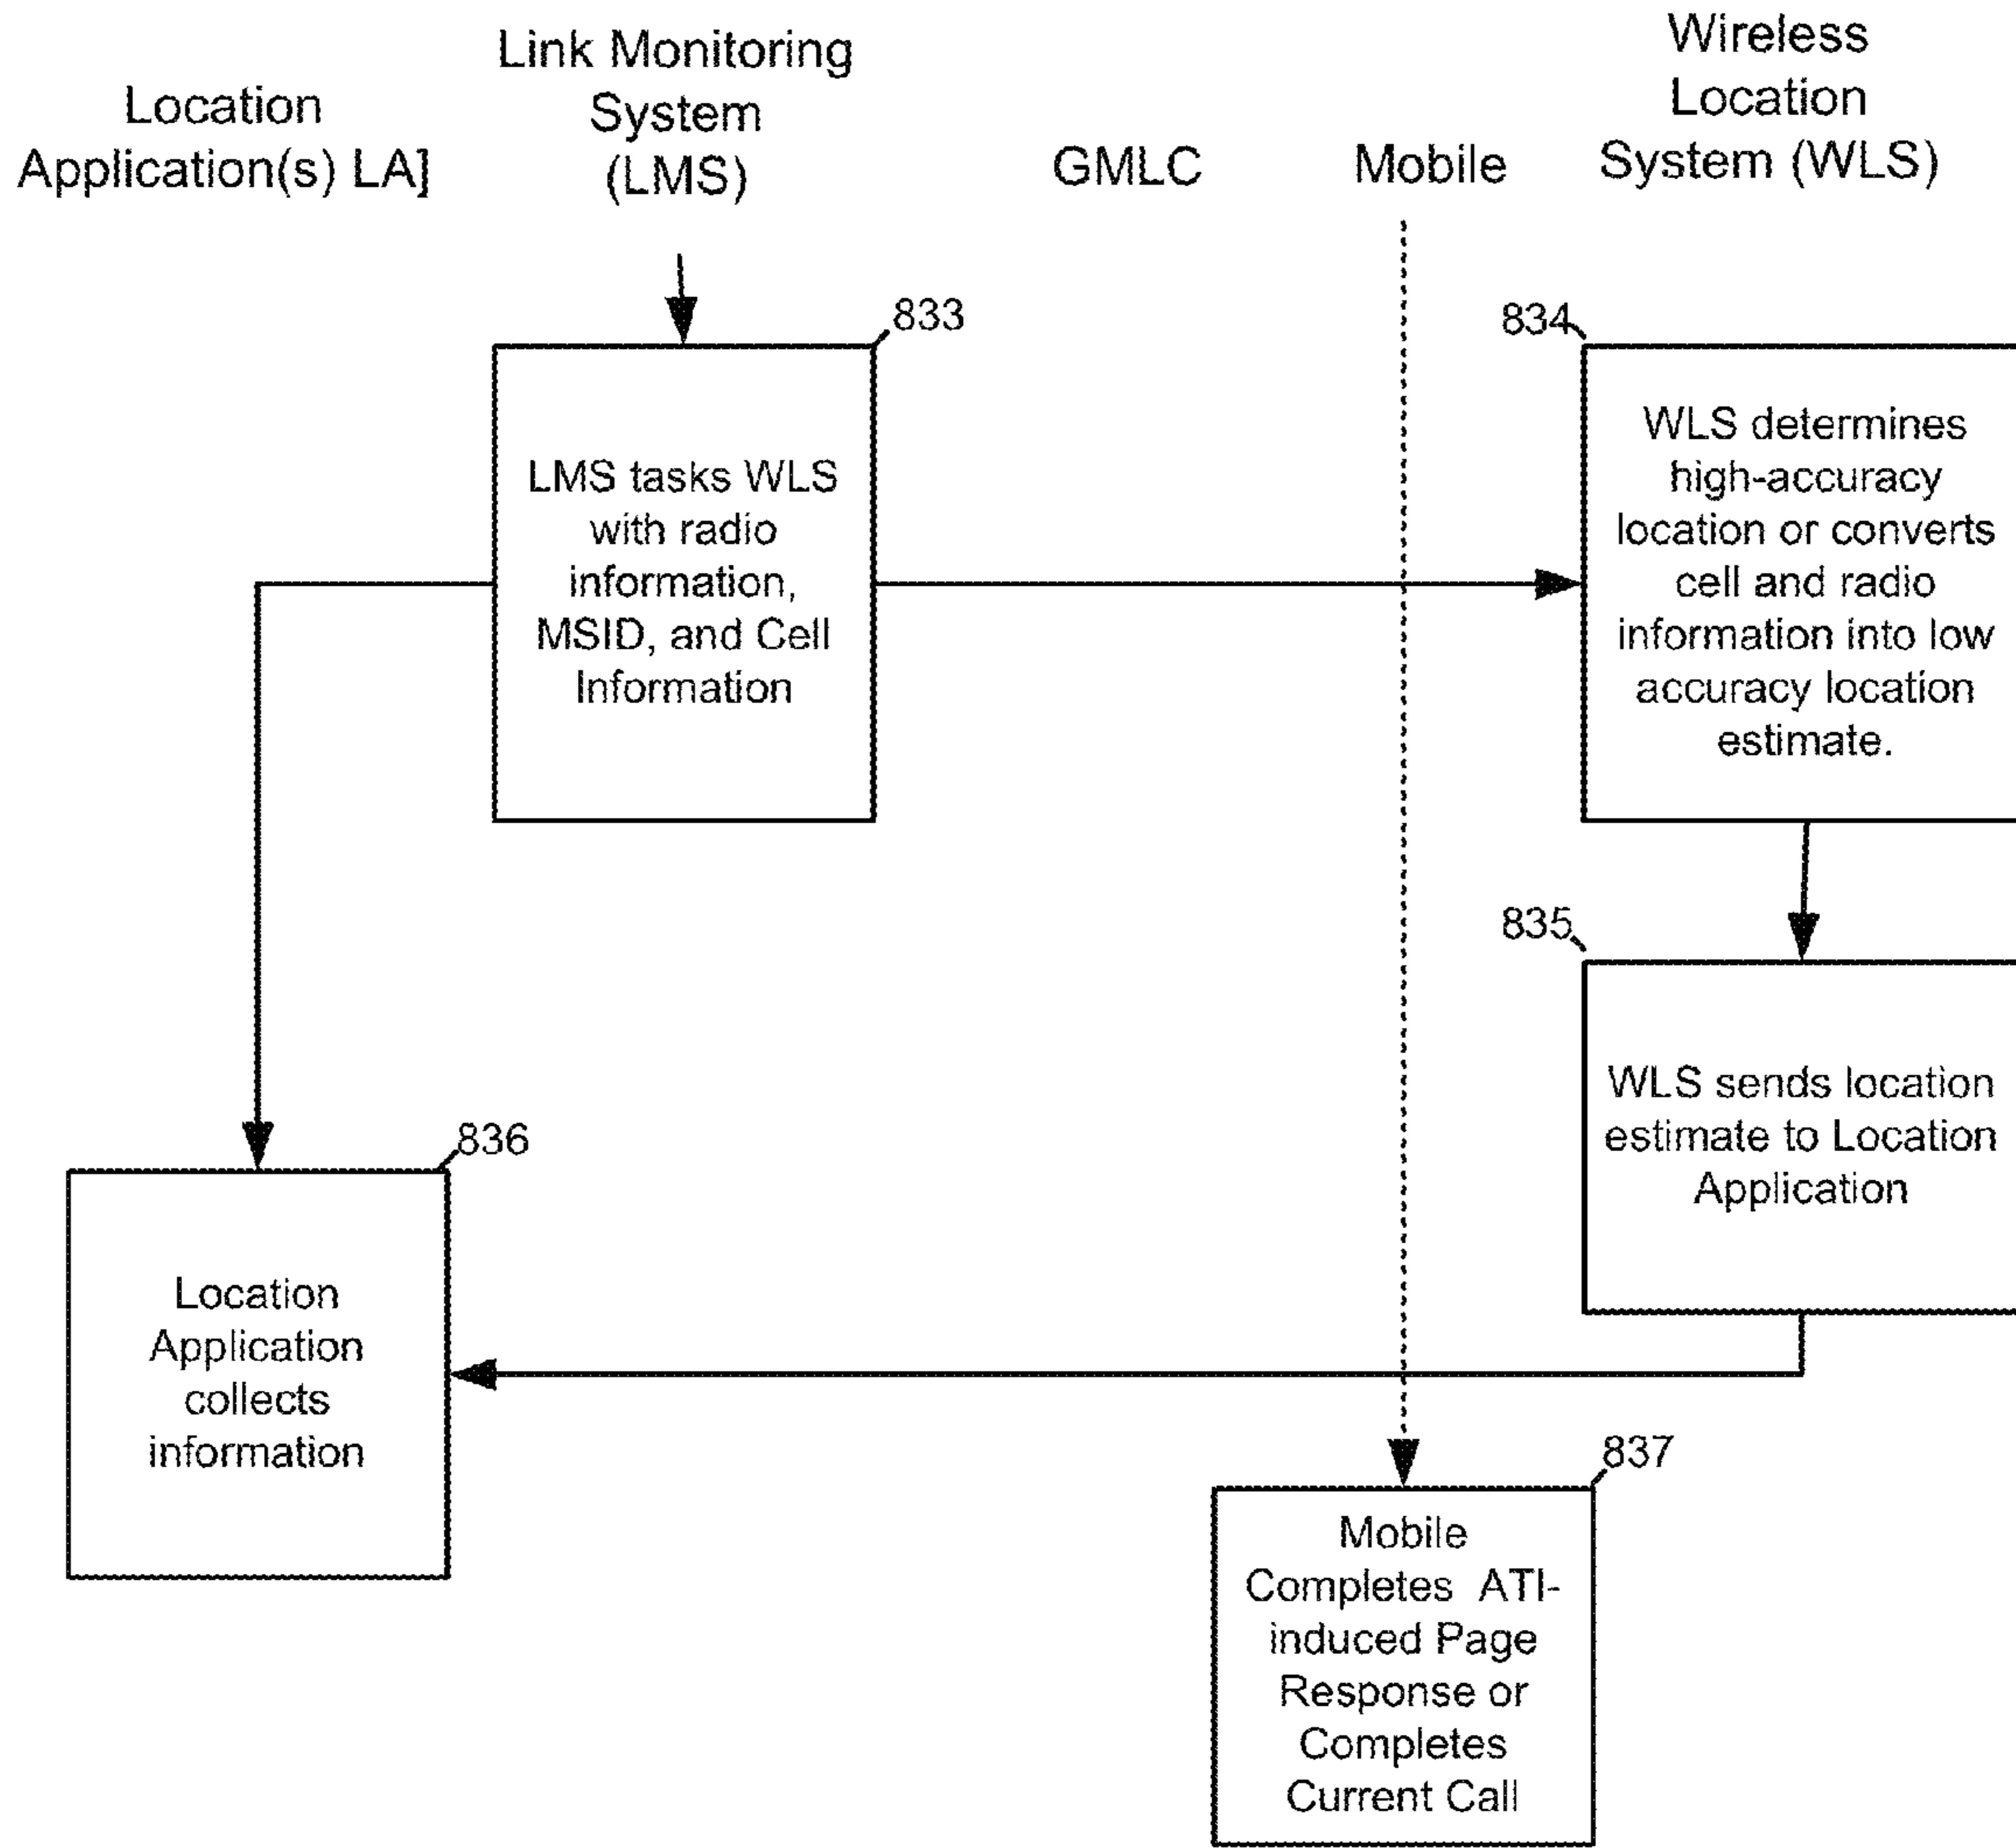 Location
Application(s) LA]
Link Monitoring
System
(LMS)
GMLC
Mobile
Wireless
Location
System (WLS)
833
LMS tasks WLS
with radio
information,
MSID, and Cell
Information
834
WLS determines
high-accuracy
location or converts
cell and radio
information into low
accuracy location
estimate.
835
WLS sends location
estimate to Location
Application
836
Location
Application
collects
information
837
Mobile
Completes ATI-
induced Page
Response or
Completes
Current Call